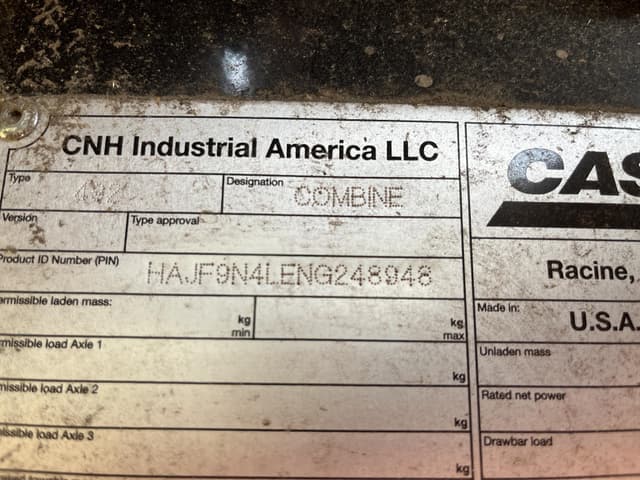 CNH Industrial America LLC
CAS
Type
Designation COMBINE
Version
Type approval
Product ID Number (PIN) HAJF9N4LENG248948
Racine,
ermissible laden mass:
kg min
kg max
Made in:
U.S.A.
missible load Axle 1
kg
Unladen mass
missible load Axle 2
kg
Rated net power
issible load Axle 3
kg
Drawbar load